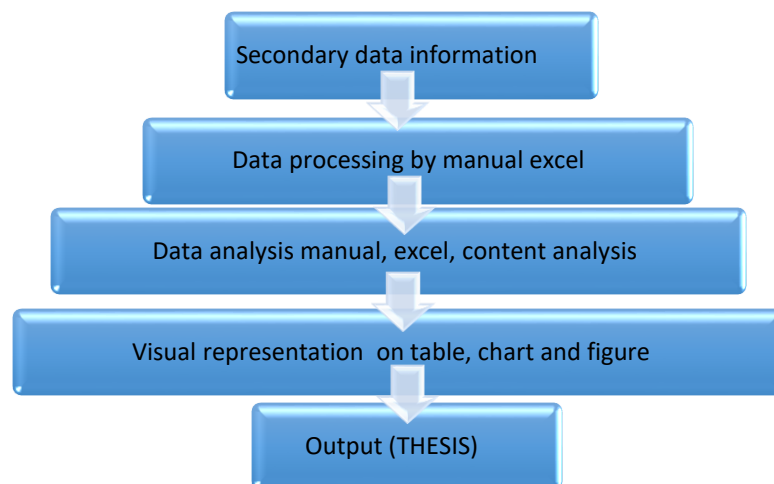 Secondary data information
Data processing by manual excel
Data analysis manual, excel, content analysis
Visual representation on table, chart and figure
Output (THESIS)